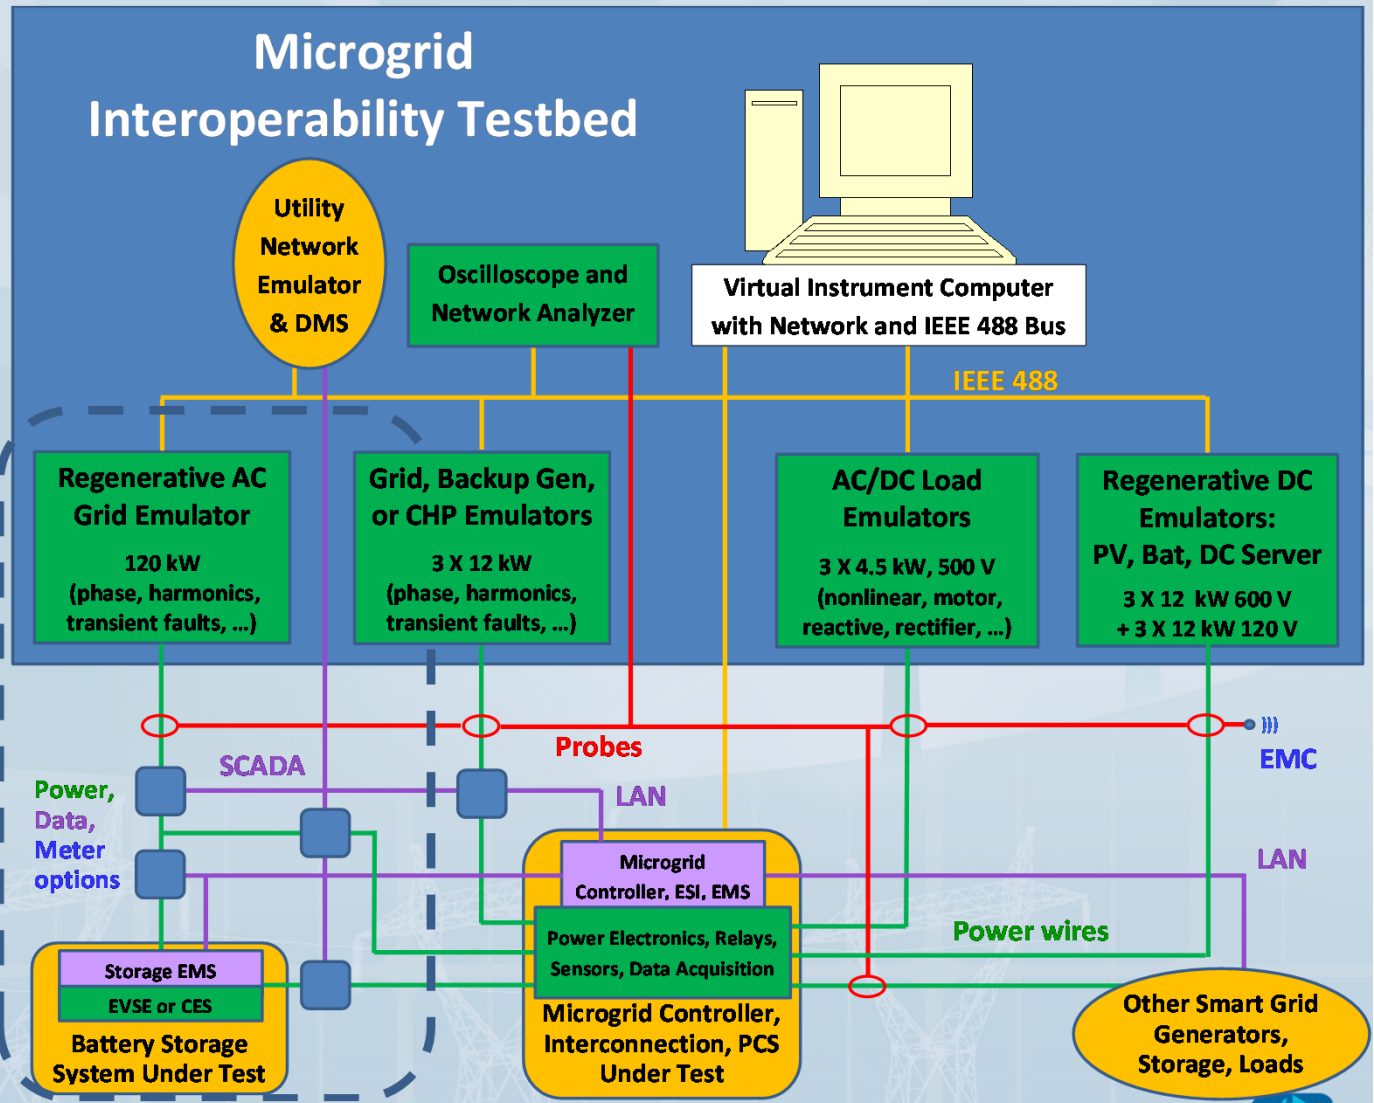 Microgrid
Interoperability Testbed
Utility
Network
Emulator
& DMS
Oscilloscope and
Network Analyzer
Virtual Instrument Computer
with Network and IEEE 488 Bus
IEEE 488
Regenerative AC
Grid Emulator
120 kW
(phase, harmonics,
transient faults, ...)
Grid, Backup Gen,
or CHP Emulators
3 X 12 kW
(phase, harmonics,
transient faults, ...)
AC/DC Load
Emulators
3 X 4.5 kW, 500 V
(nonlinear, motor,
reactive, rectifier, ...)
Regenerative DC
Emulators:
PV, Bat, DC Server
3 X 12 kW 600 V
+ 3 X 12 kW 120 V
Probes
)))
EMC
SCADA
LAN
Power,
Data,
Meter
options
Microgrid
Controller, ESI, EMS
LAN
Power Electronics, Relays,
Sensors, Data Acquisition
Power wires
Storage EMS
EVSE or CES
Battery Storage
System Under Test
Microgrid Controller,
Interconnection, PCS
Under Test
Other Smart Grid
Generators,
Storage, Loads